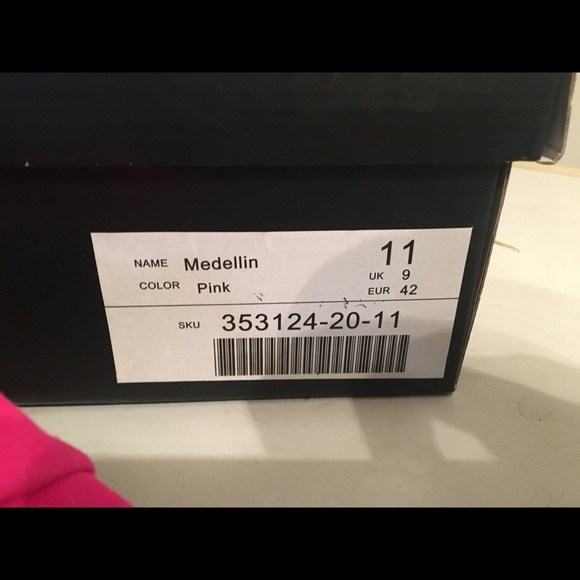 NAME Medellin 11
UK 9
COLOR Pink EUR 42
SKU 353124-20-11